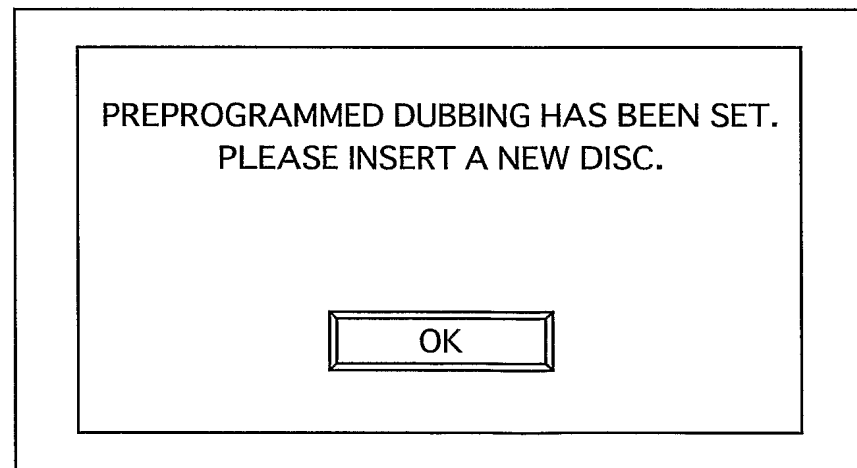 PREPROGRAMMED DUBBING HAS BEEN SET.
PLEASE INSERT A NEW DISC.
OK